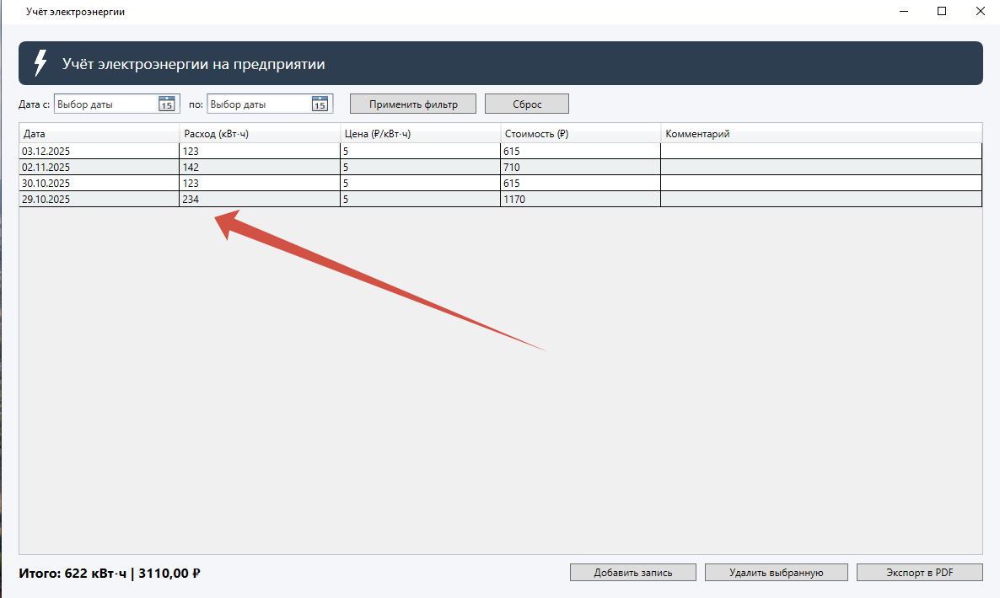 Учёт электроэнергии
Учёт электроэнергии на предприятии
Дата с: Выбор даты 15 по: Выбор даты 15 Применить фильтр Сброс
Дата Расход (кВт·ч) Цена (₽/кВт·ч) Стоимость (₽) Комментарий
03.12.2025 123 5 615
02.11.2025 142 5 710
30.10.2025 123 5 615
29.10.2025 234 5 1170
Итого: 622 кВт·ч | 3110,00 ₽ Добавить запись Удалить выбранную Экспорт в PDF